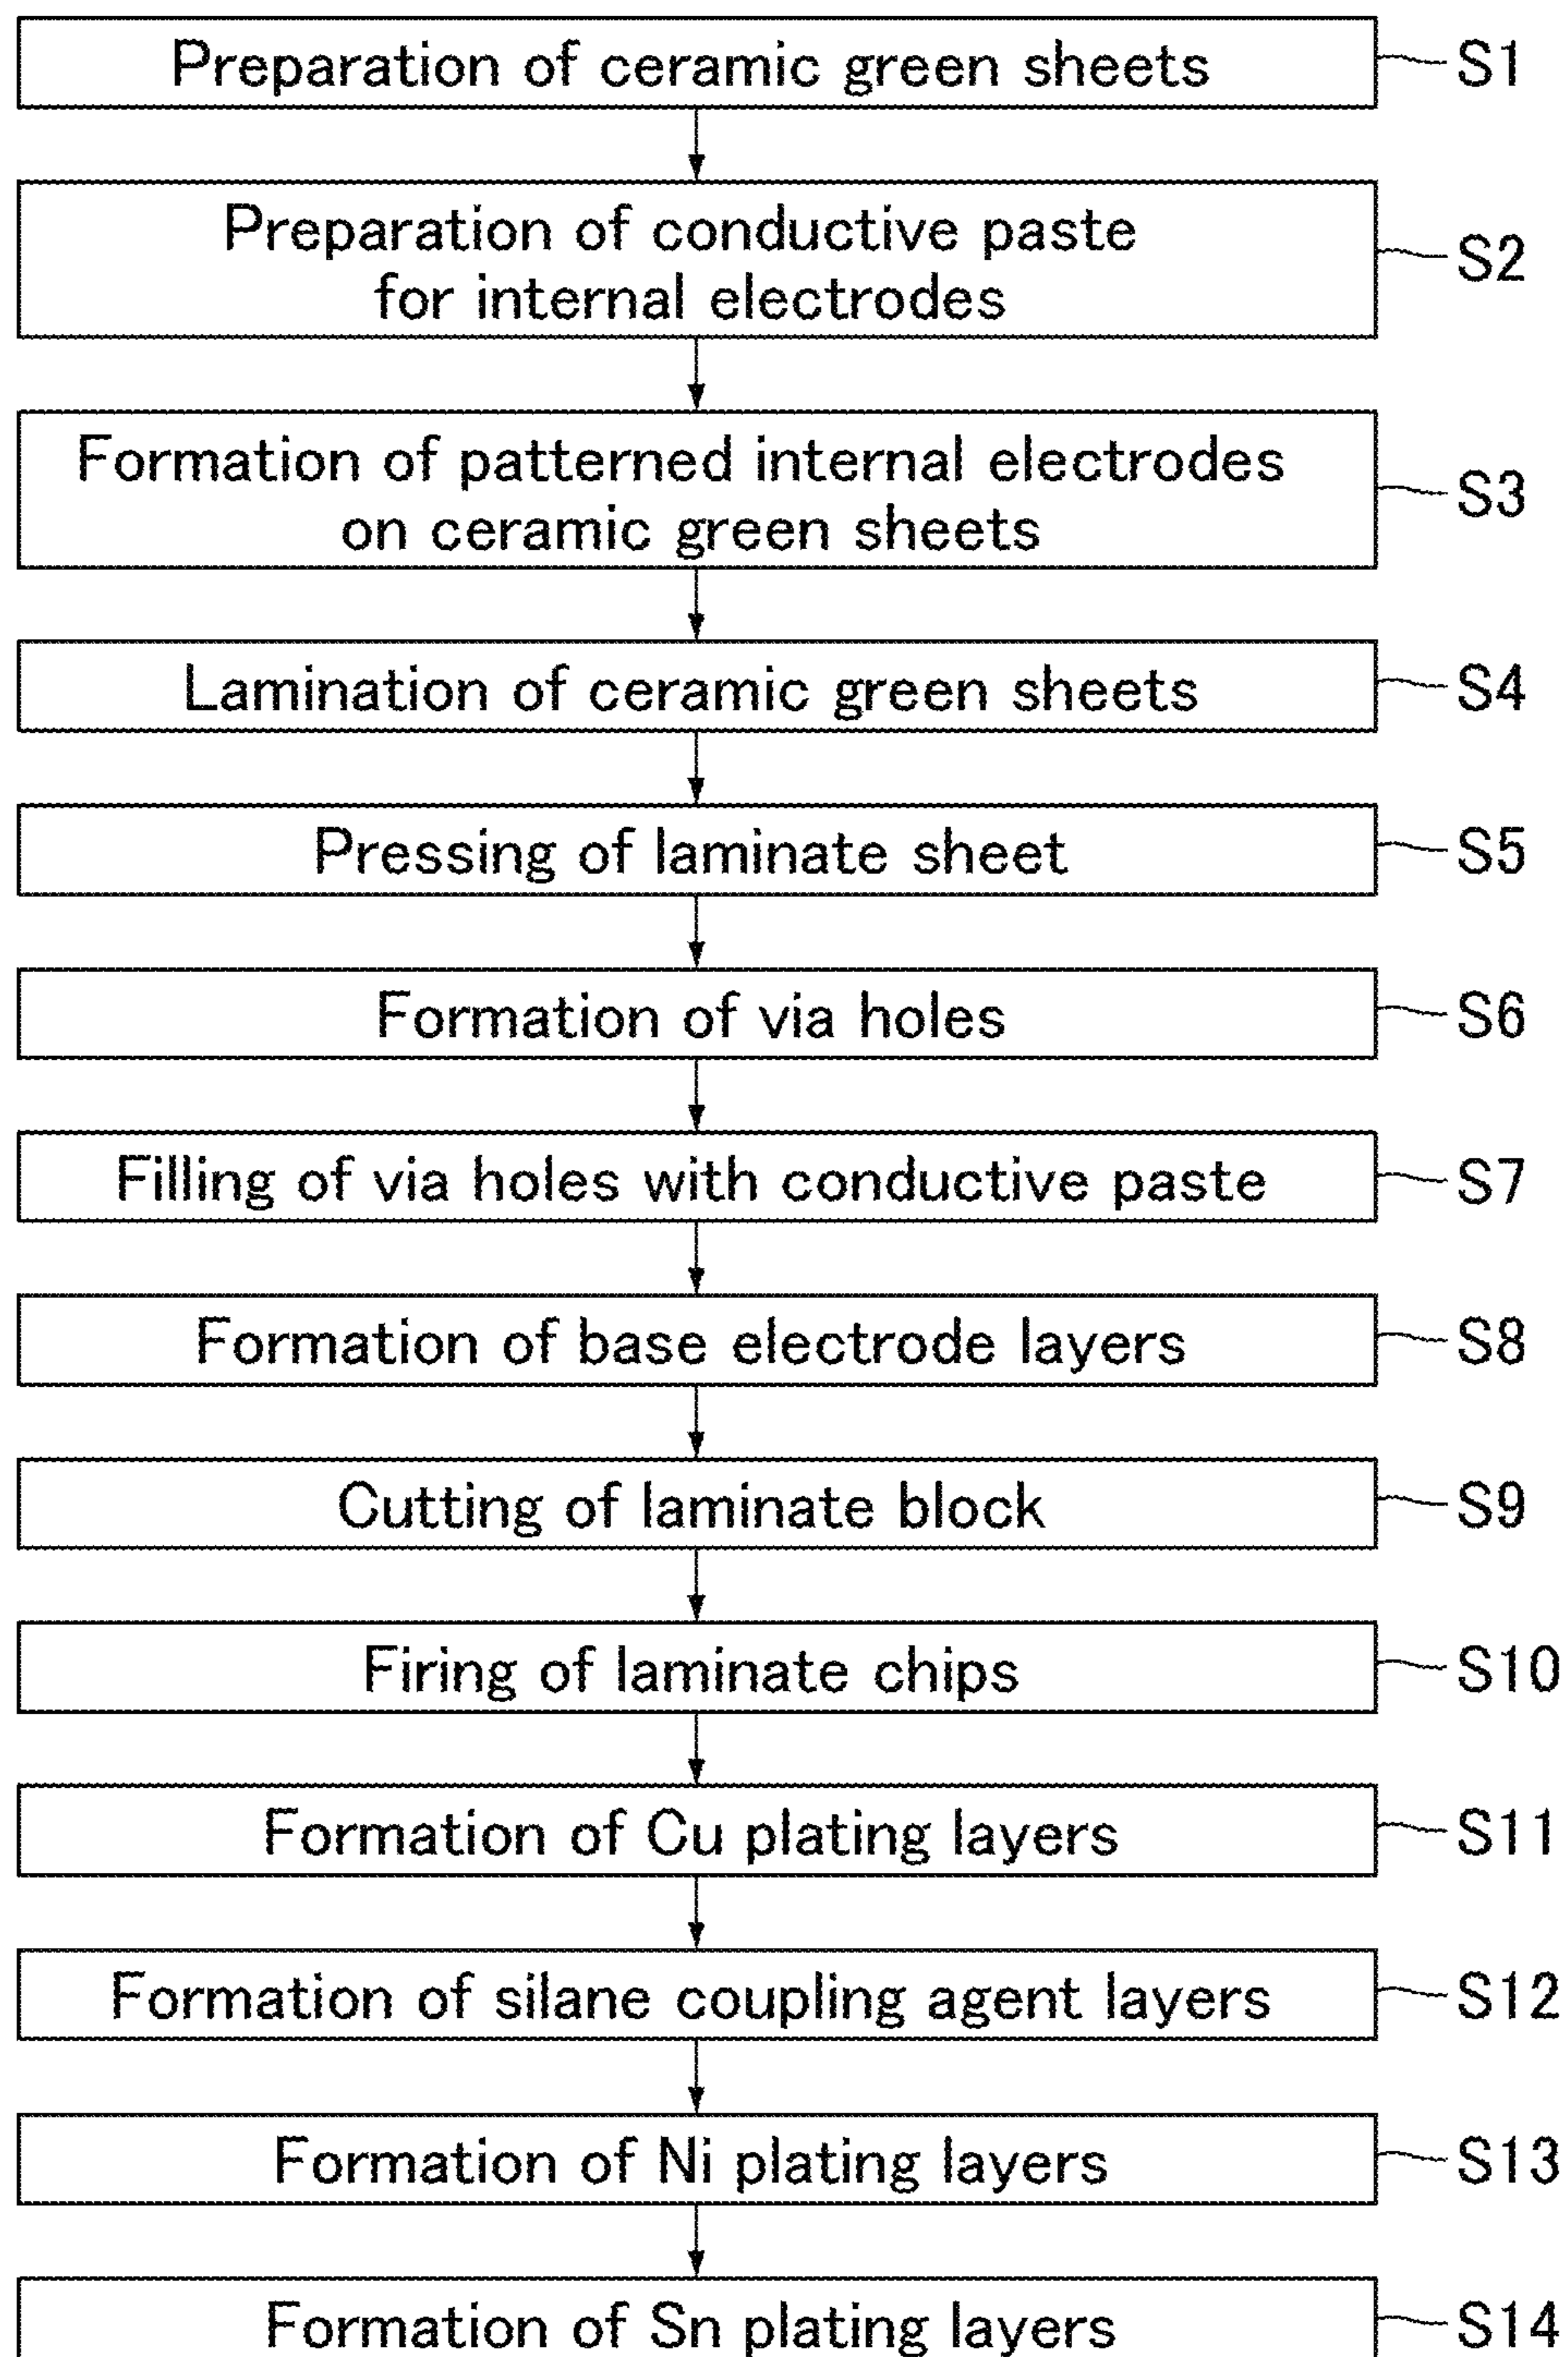 Preparation of ceramic green sheets S1
Preparation of conductive paste
for internal electrodes S2
Formation of patterned internal electrodes
on ceramic green sheets S3
Lamination of ceramic green sheets S4
Pressing of laminate sheet S5
Formation of via holes S6
Filling of via holes with conductive paste S7
Formation of base electrode layers S8
Cutting of laminate block S9
Firing of laminate chips S10
Formation of Cu plating layers S11
Formation of silane coupling agent layers S12
Formation of Ni plating layers S13
Formation of Sn plating layers S14